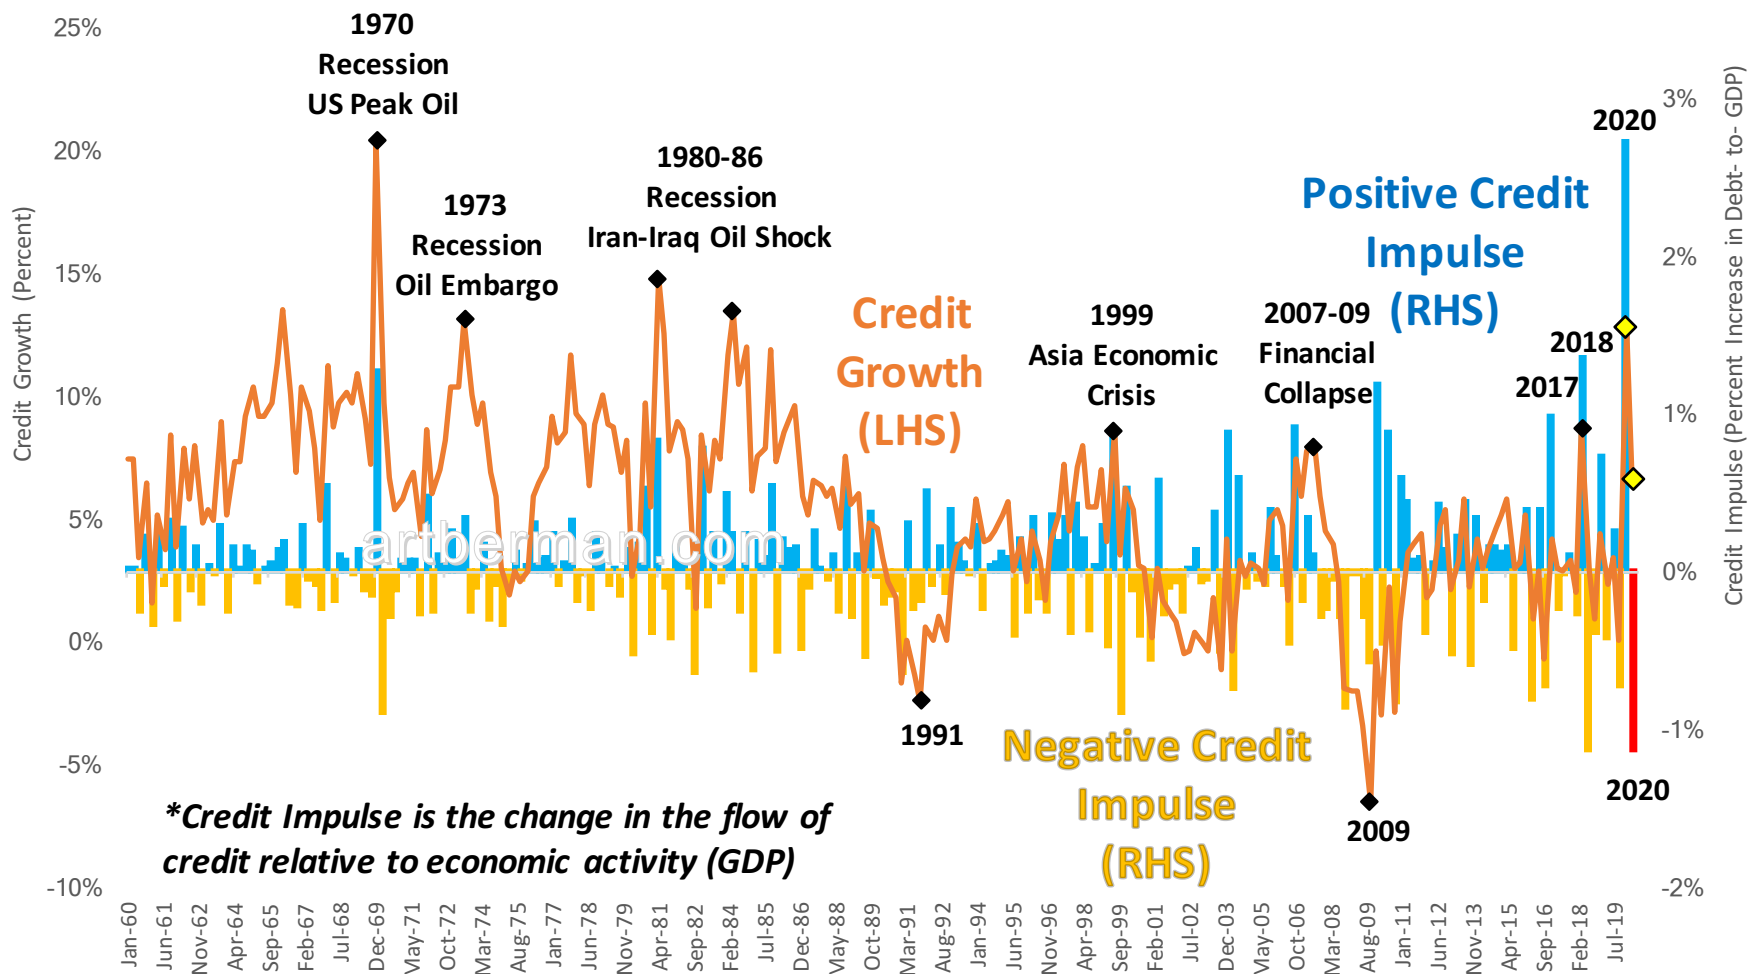 25%
20%
15%
10%
5%
0%
-5%
-10%
Credit Growth (Percent)
1970
Recession
US Peak Oil
1973
Recession
Oil Embargo
1980-86
Recession
Iran-Iraq Oil Shock
Credit
Growth
(LHS)
1999
Asia Economic
Crisis
2007-09
Financial
Collapse
Positive Credit
Impulse
(RHS)
2017
2018
2020
artberman.com
1991
Negative Credit
Impulse
(RHS)
2009
2020
*Credit Impulse is the change in the flow of
credit relative to economic activity (GDP)
3%
2%
1%
0%
-1%
-2%
Credit Impulse (Percent Increase in Debt- to- GDP)
Jan-60
Jun-61
Nov-62
Apr-64
Sep-65
Feb-67
Jul-68
Dec-69
May-71
Oct-72
Mar-74
Aug-75
Jan-77
Jun-78
Nov-79
Apr-81
Sep-82
Feb-84
Jul-85
Dec-86
May-88
Oct-89
Mar-91
Aug-92
Jan-94
Jun-95
Nov-96
Apr-98
Sep-99
Feb-01
Jul-02
Dec-03
May-05
Oct-06
Mar-08
Aug-09
Jan-11
Jun-12
Nov-13
Apr-15
Sep-16
Feb-18
Jul-19